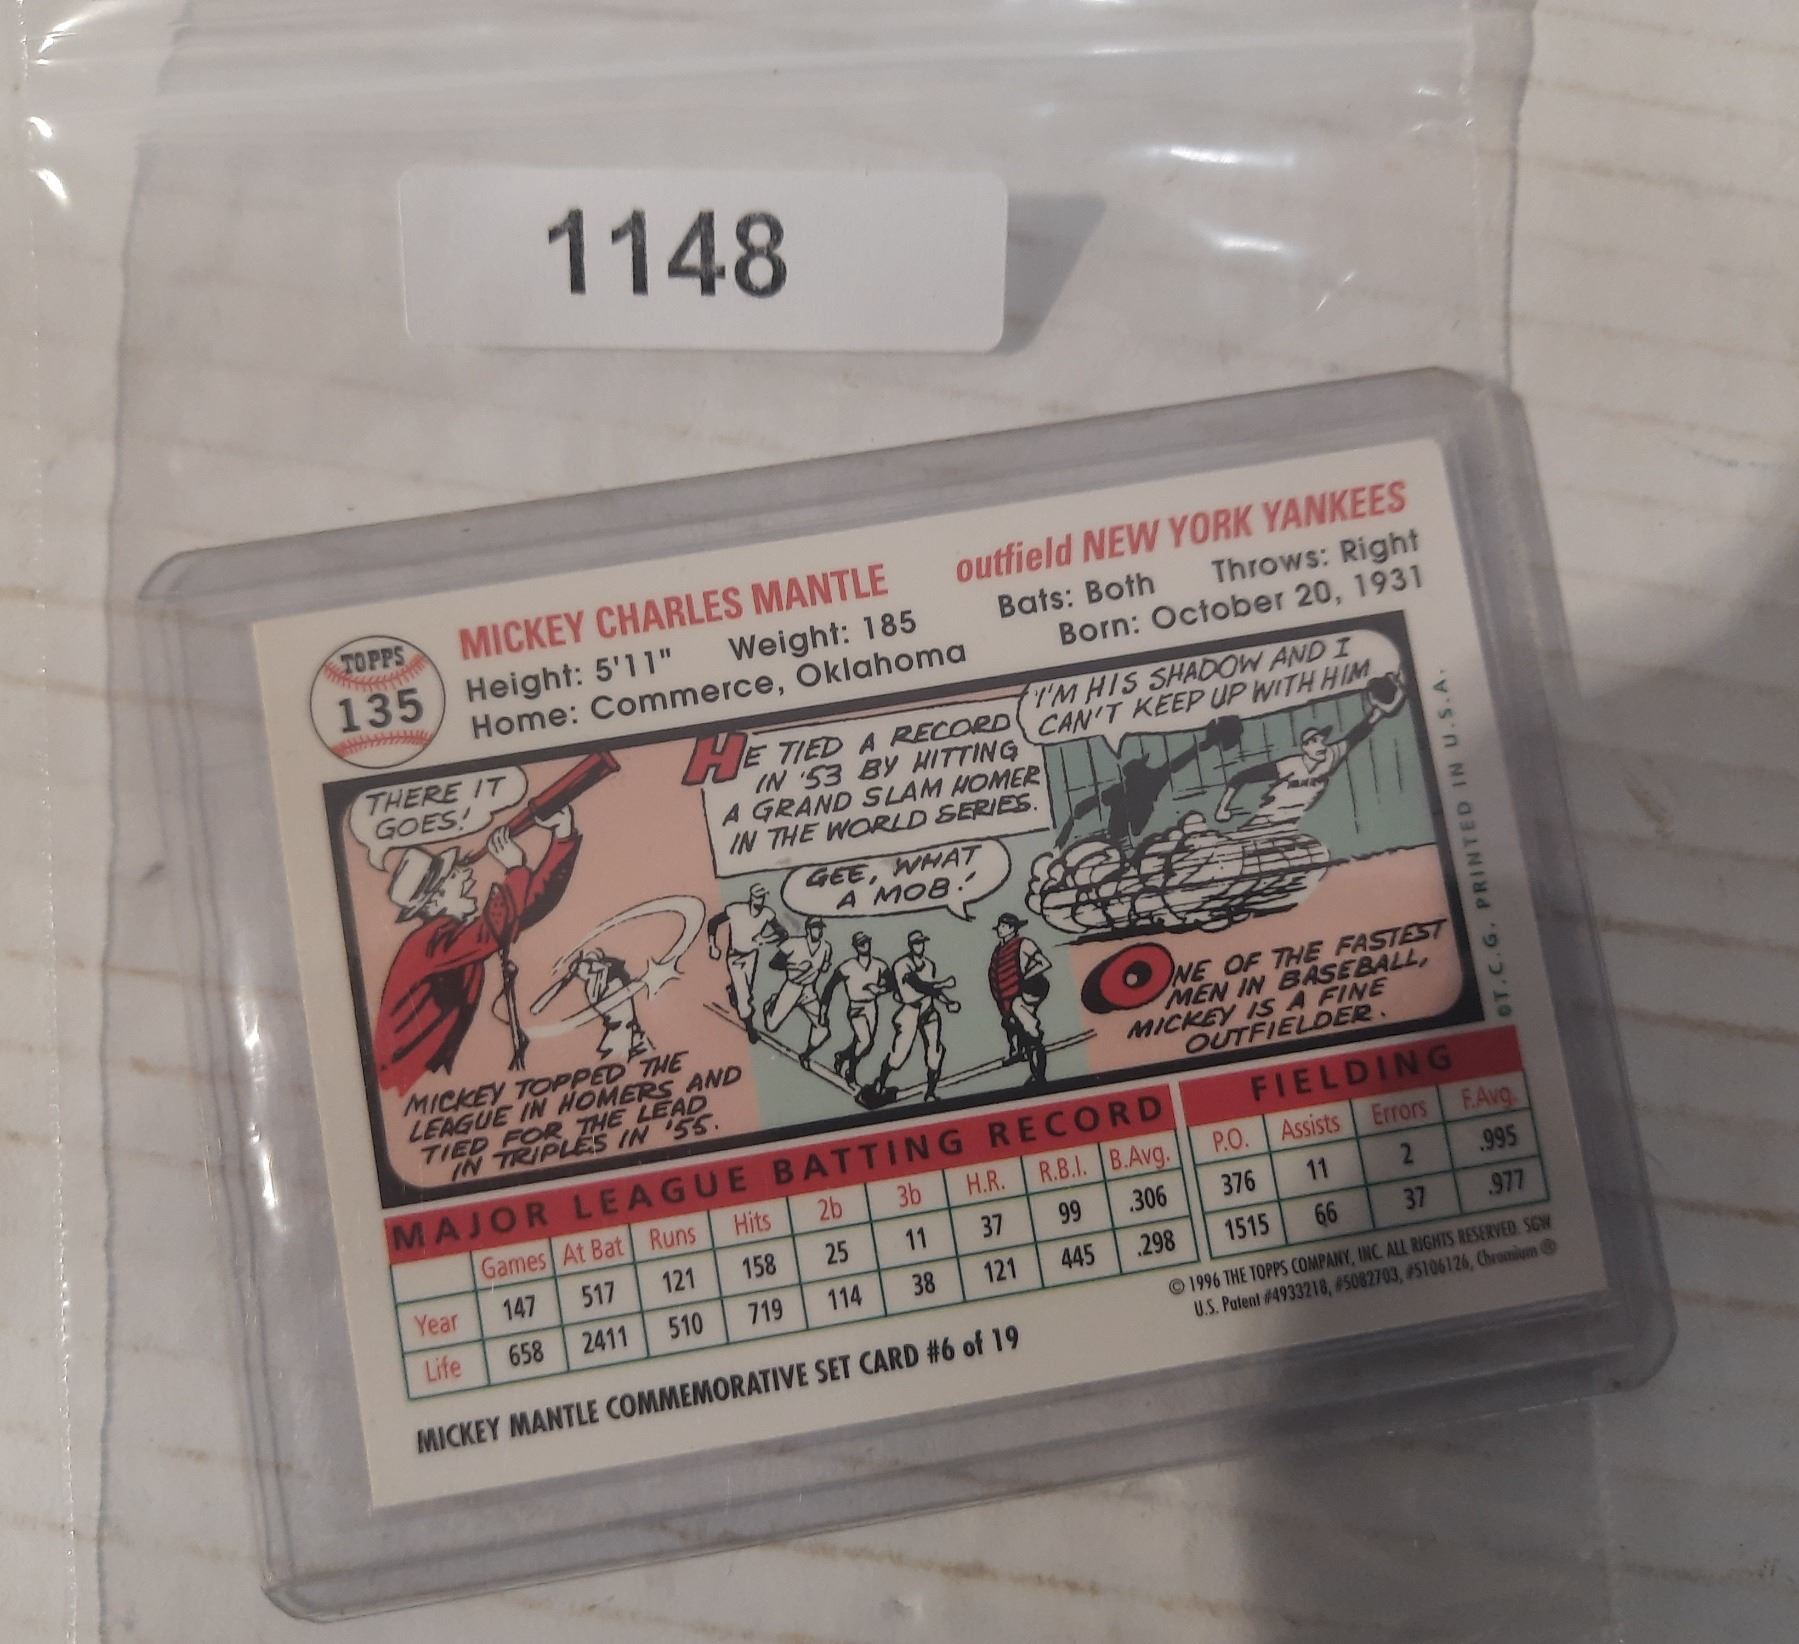 1148
TOPPS
135
MICKEY CHARLES MANTLE outfield NEW YORK YANKEES
Height: 5'11" Weight: 185 Bats: Both Throws: Right
Home: Commerce, Oklahoma Born: October 20, 1931
THERE IT
GOES!
MICKEY TOPPED THE
LEAGUE IN HOMERS AND
TIED FOR THE LEAD
IN TRIPLES IN '55.
HE TIED A RECORD
IN '53 BY HITTING
A GRAND SLAM HOMER
IN THE WORLD SERIES.
GEE, WHAT
A MOB!
I'M HIS SHADOW AND I
CAN'T KEEP UP WITH HIM
ONE OF THE FASTEST
MEN IN BASEBALL,
MICKEY IS A FINE
OUTFIELDER.
©T.C.G. PRINTED IN U.S.A.
MAJOR LEAGUE BATTING RECORD FIELDING
Games At Bat Runs Hits 2b 3b H.R. R.B.I. B.Avg. P.O. Assists Errors F.Avg.
Year 147 517 121 158 25 11 37 99 .306 376 11 2 .995
Life 658 2411 510 719 114 38 121 445 .298 1515 66 37 .977
MICKEY MANTLE COMMEMORATIVE SET CARD #6 of 19
© 1996 THE TOPPS COMPANY, INC. ALL RIGHTS RESERVED. SGW
U.S. Patent #4933218, #5082703, #5106126, Chromium ®